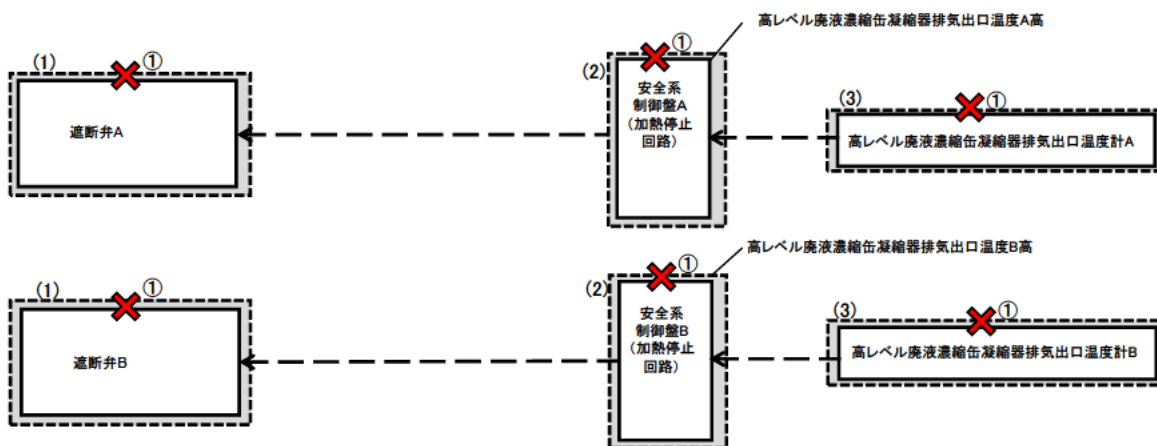 高レベル廃液濃縮缶凝縮器排気出口温度A高
(1)
①
遮断弁A
(2)
①
安全系
制御盤A
(加熱停止
回路)
(3)
①
高レベル廃液濃縮缶凝縮器排気出口温度計A
高レベル廃液濃縮缶凝縮器排気出口温度B高
(1)
①
遮断弁B
(2)
①
安全系
制御盤B
(加熱停止
回路)
(3)
①
高レベル廃液濃縮缶凝縮器排気出口温度計B